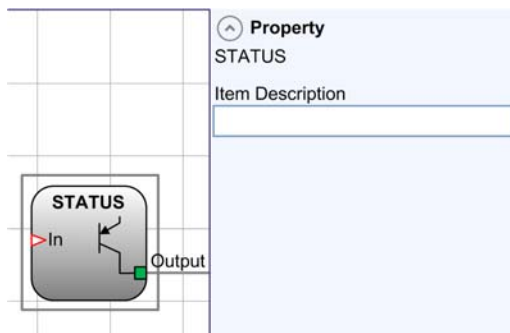 Property
STATUS
Item Description
STATUS
In
Output